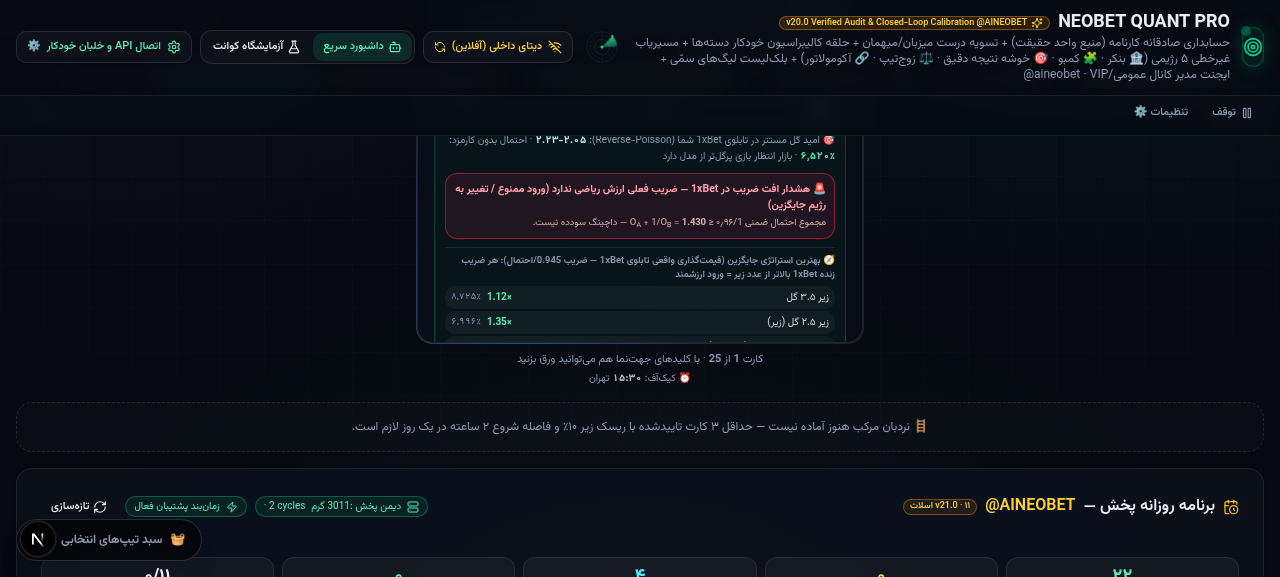 NEOBET QUANT PRO
v20.0 Verified Audit & Closed-Loop Calibration @AINEOBET
حسابداری صادقانه کارنامه (منبع واحد حقیقت) + تسویه درست میزبان/میهمان + حلقه کالیبراسیون خودکار دسته‌ها + مسیریاب
غیرخطی ۵ رژیمی (🏦 بنکر · 🧩 کمبو · 🎯 خوشه نتیجه دقیق · ⚖️ زوج‌تیپ · 🔗 آکومولاتور) + بلک‌لیست لیگ‌های سمّی +
ایجنت مدیر کانال عمومی/VIP · @aineobet
دیتای داخلی (آفلاین)
داشبورد سریع
آزمایشگاه کوانت
اتصال API و خلبان خودکار ⚙️
توقف
تنظیمات ⚙️
🎯 امید گل مستتر در تابلوی 1xBet شما (Reverse-Poisson): ۲.۰۵-۲.۲۳ · احتمال بدون کارمزد:
۶,۵۲۰٪ · بازار انتظار بازی پرگل‌تر از مدل دارد
🚨 هشدار افت ضریب در 1xBet — ضریب فعلی ارزش ریاضی ندارد (ورود ممنوع / تغییر به
رژیم جایگزین)
مجموع احتمال ضمنی 1/O_A + 1/O_B = 1.430 ≥ ۰٫۹۶ — داچینگ سودده نیست.
🧭 بهترین استراتژی جایگزین (قیمت‌گذاری واقعی تابلوی 1xBet — ضریب 0.945/احتمال): هر ضریب
زنده 1xBet بالاتر از عدد زیر = ورود ارزشمند
زیر ۳.۵ گل
1.12×
۸,۷۲۵٪
زیر ۲.۵ گل (زیر)
1.35×
۶,۹۹۶٪
کارت 1 از 25 · با کلیدهای جهت‌نما هم می‌توانید ورق بزنید
⏰ کیک‌آف: ۱۵:۳۰ تهران
🪜 نردبان مرکب هنوز آماده نیست — حداقل ۳ کارت تاییدشده با ریسک زیر ۱۰٪ و فاصله شروع ۲ ساعته در یک روز لازم است.
برنامه روزانه پخش — @AINEOBET
v21.0 · ۱۱ اسلات
دیمن پخش :3011 گرم · 2 cycles
زمان‌بند پشتیبان فعال
تازه‌سازی
🧺 سبد تیپ‌های انتخابی
N
۲۲
۰
۴
۰
۰/۱۱